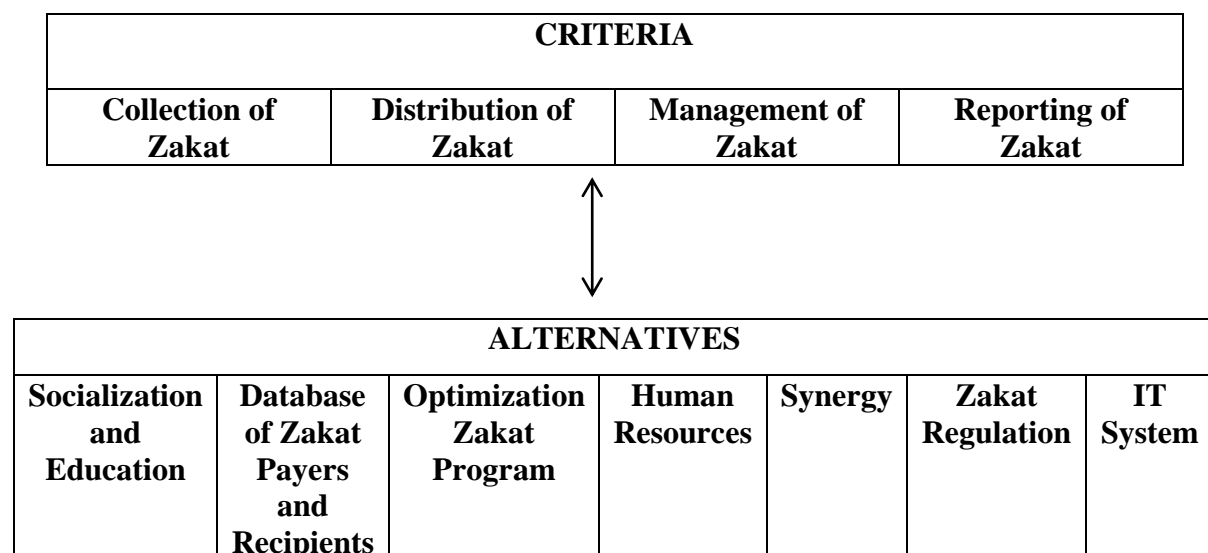 CRITERIA
Collection of
Zakat
Distribution of
Zakat
Management of
Zakat
Reporting of
Zakat
ALTERNATIVES
Socialization
and
Education
Database
of Zakat
Payers
and
Recipients
Optimization
Zakat
Program
Human
Resources
Synergy
Zakat
Regulation
IT
System